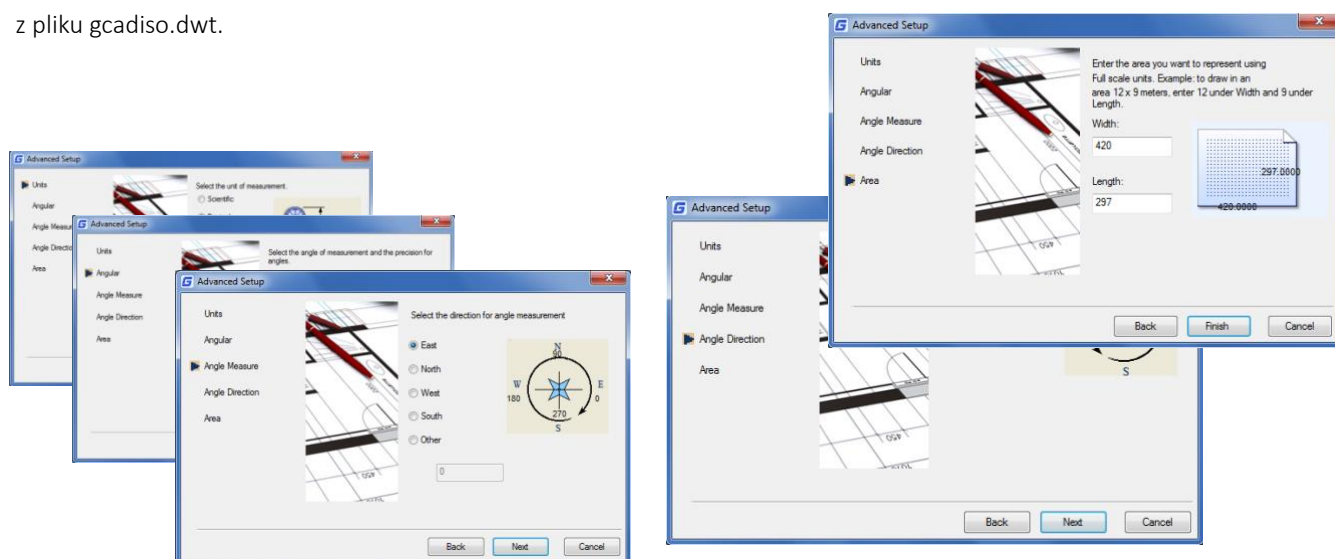 z pliku gcadiso.dwt.
Advanced Setup
Units
Angular
Angle Direction
Area
Select the unit of measurement.
Scientific
Advanced Setup
Units
Angular
Angle Measure
Angle Direction
Area
Select the angle of measurement and the precision for
angles.
Advanced Setup
Units
Angular
Angle Measure
Angle Direction
Area
Select the direction for angle measurement
East
North
West
South
Other
0
N
90
W
180
E
0
270
S
Back Next Cancel
Advanced Setup
Units
Angular
Angle Measure
Angle Direction
Area
450
S
Back Next Cancel
Advanced Setup
Units
Angular
Angle Measure
Angle Direction
Area
450
Enter the area you want to represent using
Full scale units. Example: to draw in an
area 12 x 9 meters, enter 12 under Width and 9 under
Length.
Width:
420
Length:
297
297.0000
420.0000
Back Finish Cancel